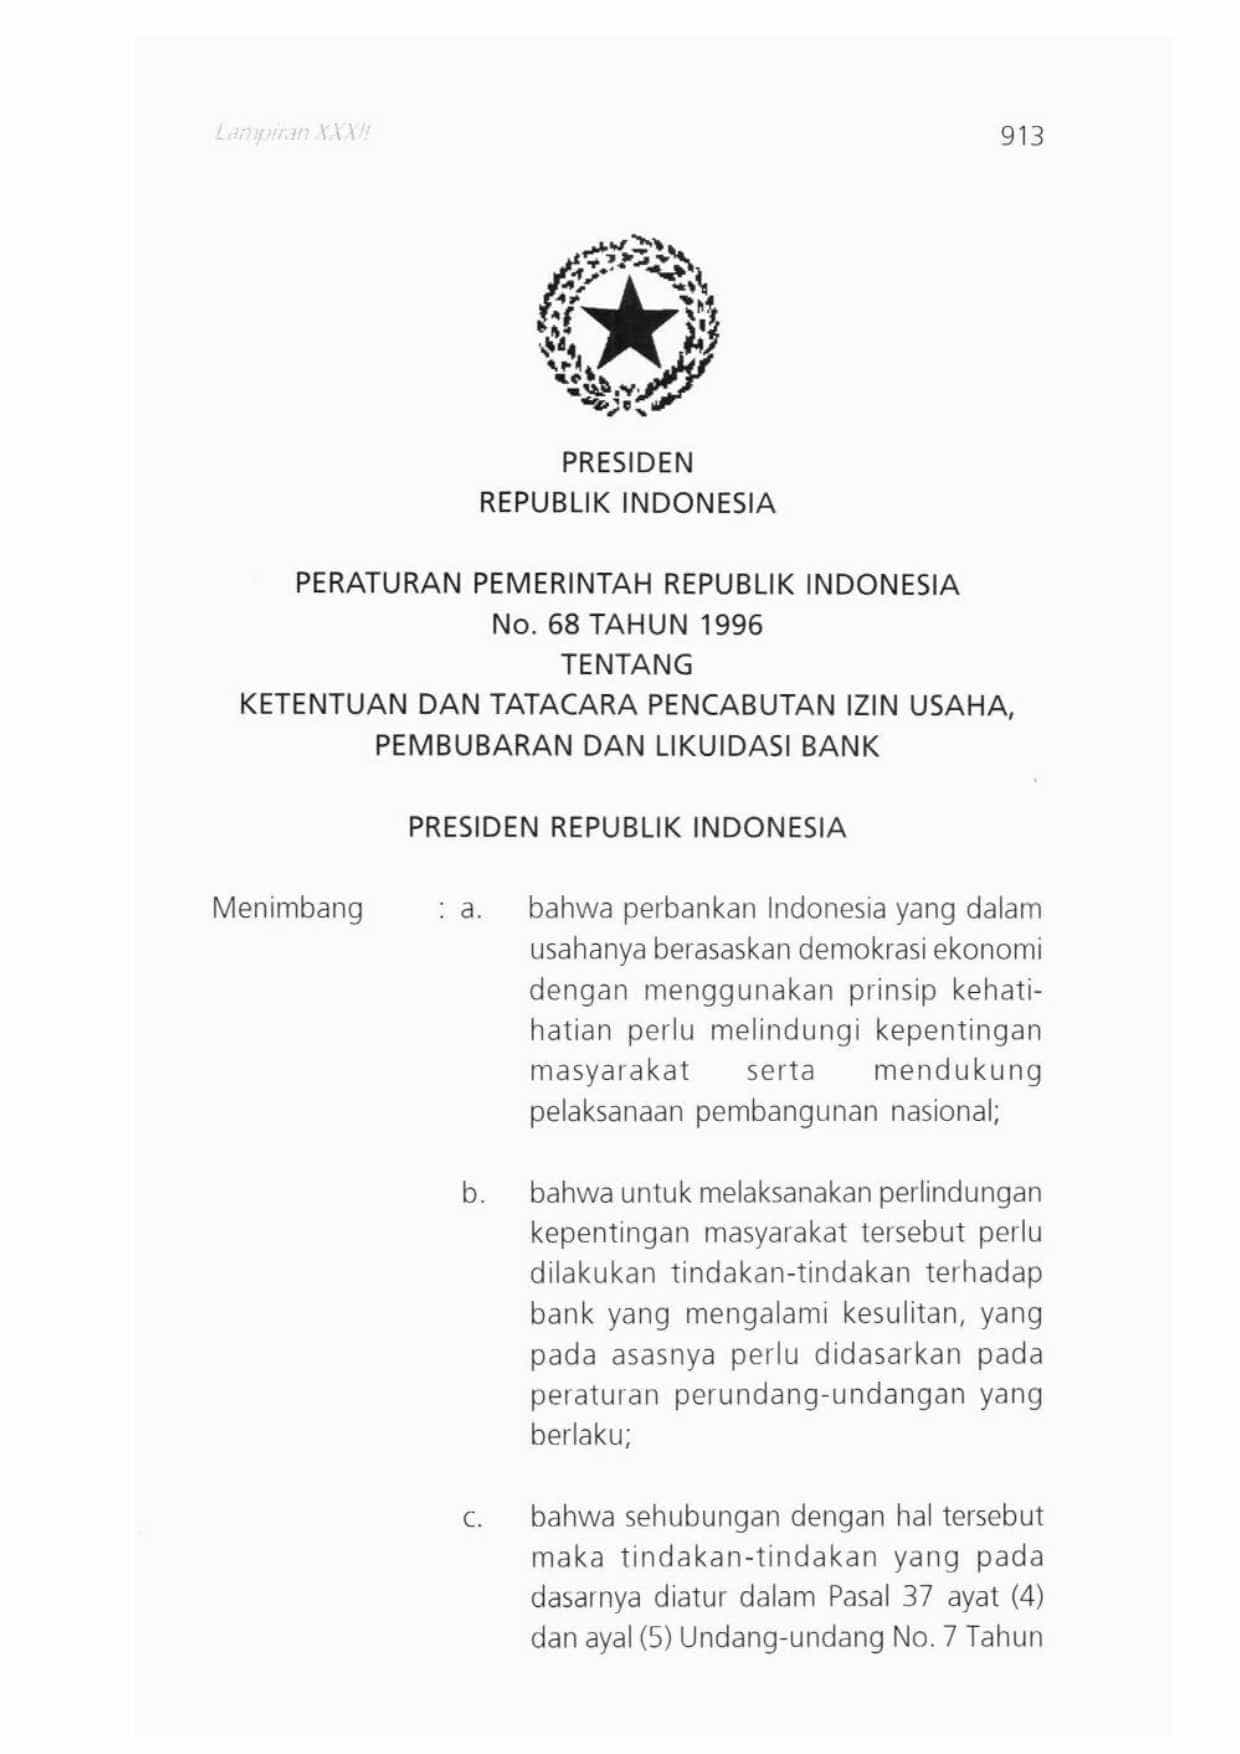 Lampiran XXXII
913
PRESIDEN
REPUBLIK INDONESIA
PERATURAN PEMERINTAH REPUBLIK INDONESIA
No. 68 TAHUN 1996
TENTANG
KETENTUAN DAN TATACARA PENCABUTAN IZIN USAHA,
PEMBUBARAN DAN LIKUIDASI BANK
PRESIDEN REPUBLIK INDONESIA
Menimbang : a. bahwa perbankan Indonesia yang dalam
usahanya berasaskan demokrasi ekonomi
dengan menggunakan prinsip kehati-
hatian perlu melindungi kepentingan
masyarakat serta mendukung
pelaksanaan pembangunan nasional;
b. bahwa untuk melaksanakan perlindungan
kepentingan masyarakat tersebut perlu
dilakukan tindakan-tindakan terhadap
bank yang mengalami kesulitan, yang
pada asasnya perlu didasarkan pada
peraturan perundang-undangan yang
berlaku;
c. bahwa sehubungan dengan hal tersebut
maka tindakan-tindakan yang pada
dasarnya diatur dalam Pasal 37 ayat (4)
dan ayal (5) Undang-undang No. 7 Tahun